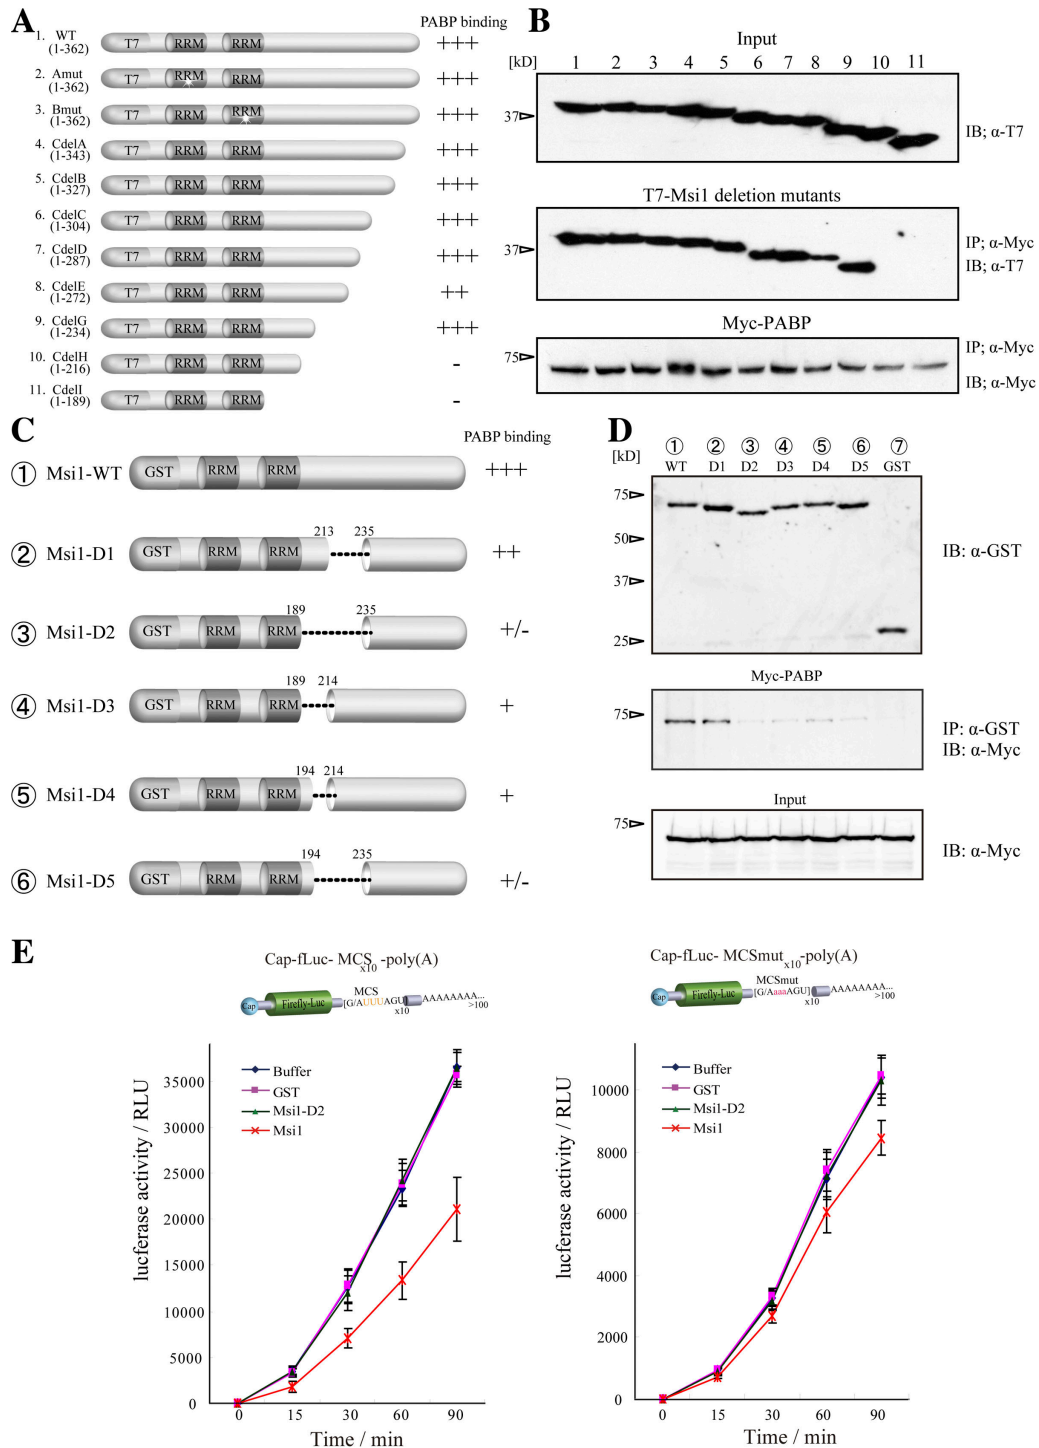 A
PABP binding
1. WT (1-362) T7 RRM RRM +++
2. Amut (1-362) T7 RRM RRM +++
3. Bmut (1-362) T7 RRM RRM +++
4. CdelA (1-343) T7 RRM RRM +++
5. CdelB (1-327) T7 RRM RRM +++
6. CdelC (1-304) T7 RRM RRM +++
7. CdelD (1-287) T7 RRM RRM +++
8. CdelE (1-272) T7 RRM RRM ++
9. CdelG (1-234) T7 RRM RRM +++
10. CdelH (1-216) T7 RRM RRM -
11. CdelI (1-189) T7 RRM RRM -
B
Input
[kD] 1 2 3 4 5 6 7 8 9 10 11
37
IB; α-T7
T7-Msi1 deletion mutants
37
IP; α-Myc
IB; α-T7
Myc-PABP
75
IP; α-Myc
IB; α-Myc
C
PABP binding
① Msi1-WT GST RRM RRM +++
213 235
② Msi1-D1 GST RRM RRM ++
189 235
③ Msi1-D2 GST RRM RRM +/-
189 214
④ Msi1-D3 GST RRM RRM +
194 214
⑤ Msi1-D4 GST RRM RRM +
194 235
⑥ Msi1-D5 GST RRM RRM +/-
D
① ② ③ ④ ⑤ ⑥ ⑦
[kD] WT D1 D2 D3 D4 D5 GST
75
50
37
25
IB: α-GST
Myc-PABP
75
IP: α-GST
IB: α-Myc
Input
75
IB: α-Myc
E
Cap-fLuc- MCSx10-poly(A)
MCS
Cap Firefly-Luc [G/AUUUAGU]x10 AAAAAAAA... >100
lucferase activity / RLU
35000
30000
25000
20000
15000
10000
5000
0
Buffer
GST
Msi1-D2
Msi1
0 15 30 60 90
Time / min
Cap-fLuc- MCSmutx10-poly(A)
MCSmut
Cap Firefly-Luc [G/AaaaAGU]x10 AAAAAAAA... >100
lucferase activity / RLU
10000
8000
6000
4000
2000
0
Buffer
GST
Msi1-D2
Msi1
0 15 30 60 90
Time / min